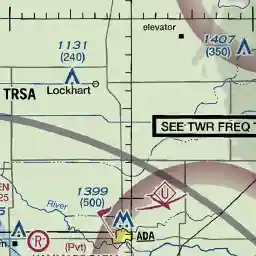 elevator
1131
(240)
1407
(350)
TRSA
Lockhart
SEE TWR FREQ
1399
(500)
U
River
ADA
R
(Pvt)